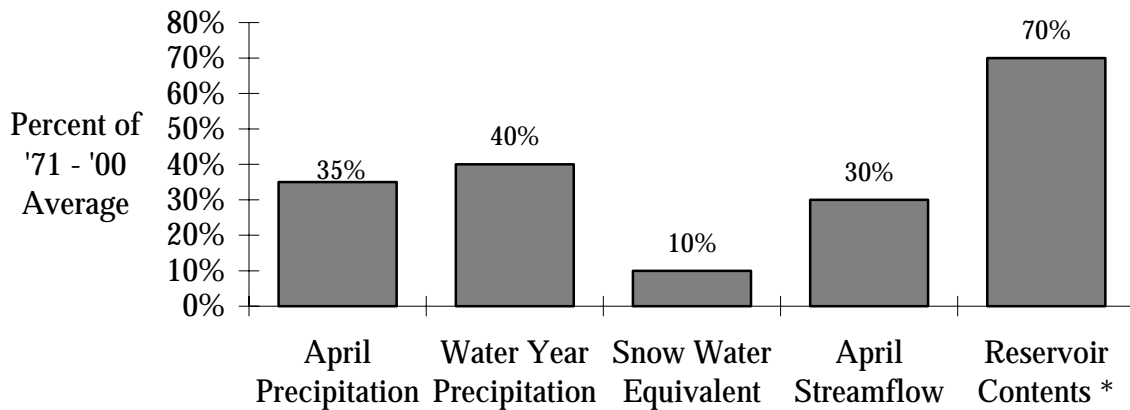 80%
70%
60%
50%
40%
30%
20%
10%
0%
Percent of
'71 - '00
Average
35%
40%
10%
30%
70%
April
Precipitation
Water Year
Precipitation
Snow Water
Equivalent
April
Streamflow
Reservoir
Contents *